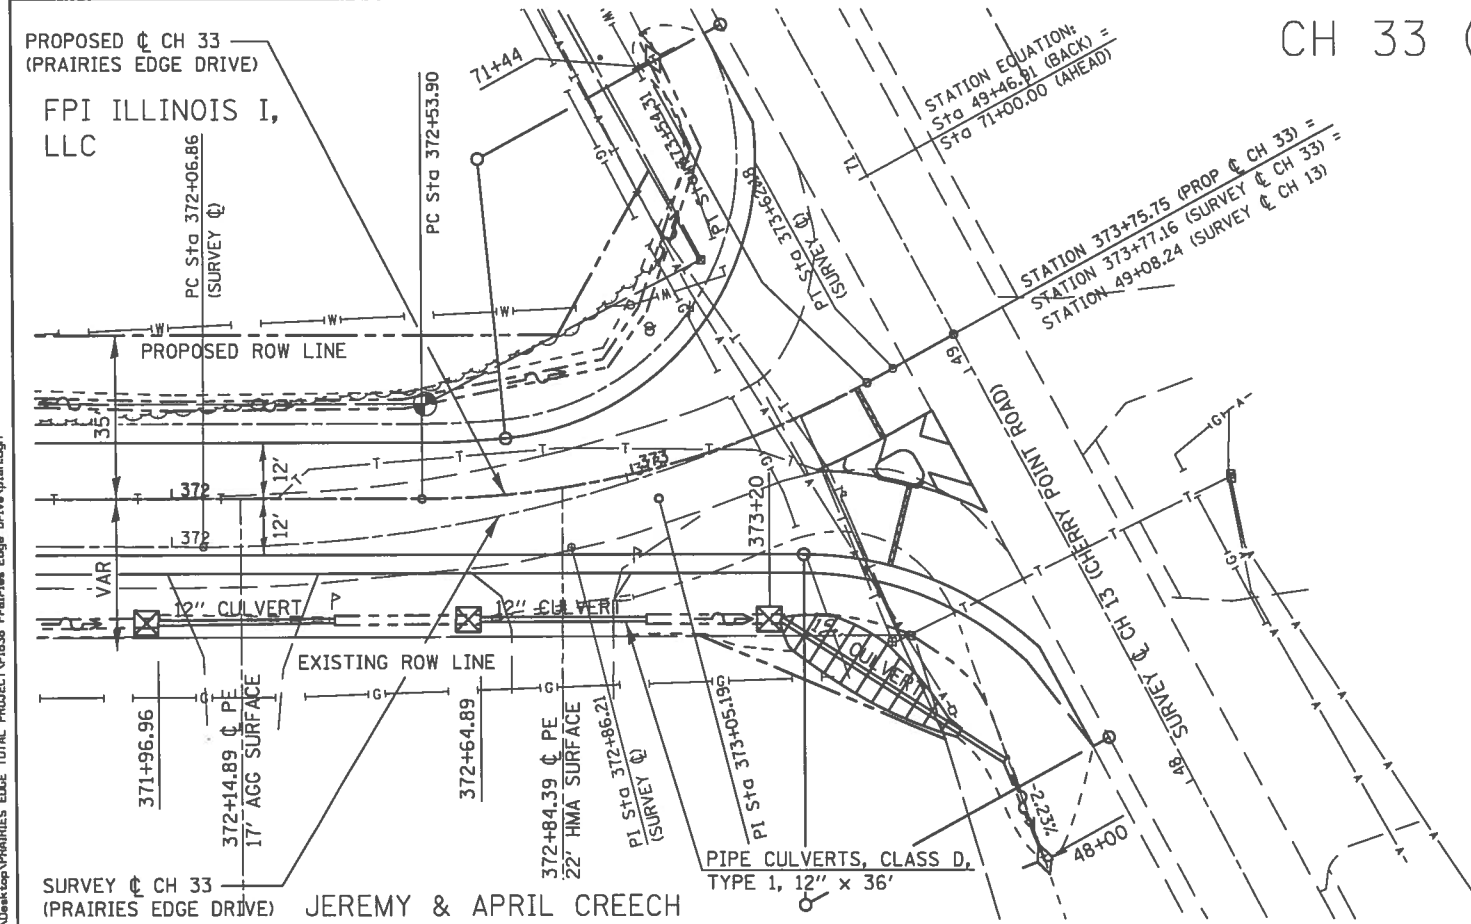 PROPOSED ℄ CH 33
(PRAIRIES EDGE DRIVE)
FPI ILLINOIS I,
LLC
CH 33 (
71+44
STATION EQUATION:
Sta 49+46.91 (BACK) =
Sta 71+00.00 (AHEAD)
STATION 373+75.75 (PROP ℄ CH 33) =
STATION 373+77.16 (SURVEY ℄ CH 33) =
STATION 49+08.24 (SURVEY ℄ CH 13)
PC Sta 372+06.86
(SURVEY ℄)
PC Sta 372+53.90
PT Sta 373+54.31
PT Sta 373+62.18
(SURVEY ℄)
71
49
PROPOSED ROW LINE
35'
12'
12'
VAR
372
372
373
373+20
SURVEY ℄ CH 13 (CHERRY POINT ROAD)
12" CULVERT
12" CULVERT
12" CULVERT
EXISTING ROW LINE
371+96.96
372+14.89 ℄ PE
17' AGG SURFACE
372+64.89
372+84.39 ℄ PE
22' HMA SURFACE
PI Sta 372+86.21
(SURVEY ℄)
PI Sta 373+05.19
PIPE CULVERTS, CLASS D,
TYPE 1, 12" x 36'
-2.23%
48+00
48
SURVEY ℄ CH 33
(PRAIRIES EDGE DRIVE)
JEREMY & APRIL CREECH
W
W
W
W
W
G
G
G
G
G
G
T
T
T
T
T
T
T
A
A
A
P